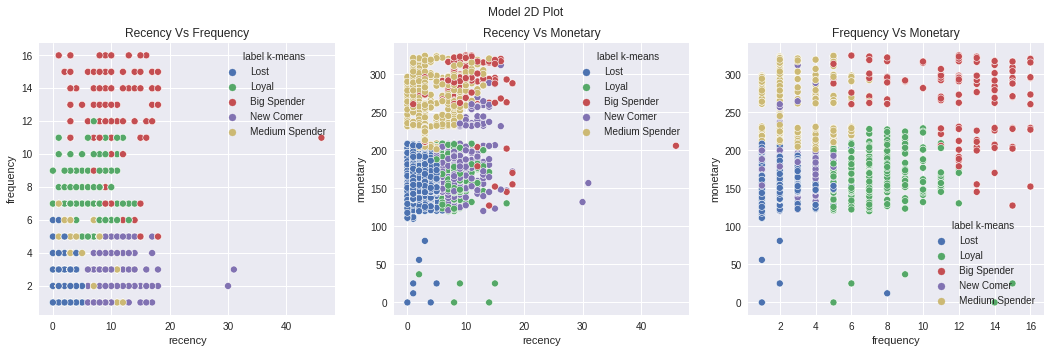 Model 2D Plot
Recency Vs Frequency
16
14
12
10
8
6
4
2
frequency
0
10
20
30
40
recency
label k-means
Lost
Loyal
Big Spender
New Comer
Medium Spender
Recency Vs Monetary
300
250
200
150
100
50
0
monetary
0
10
20
30
40
recency
label k-means
Lost
Loyal
Big Spender
New Comer
Medium Spender
Frequency Vs Monetary
300
250
200
150
100
50
0
monetary
2
4
6
8
10
12
14
16
frequency
label k-means
Lost
Loyal
Big Spender
New Comer
Medium Spender